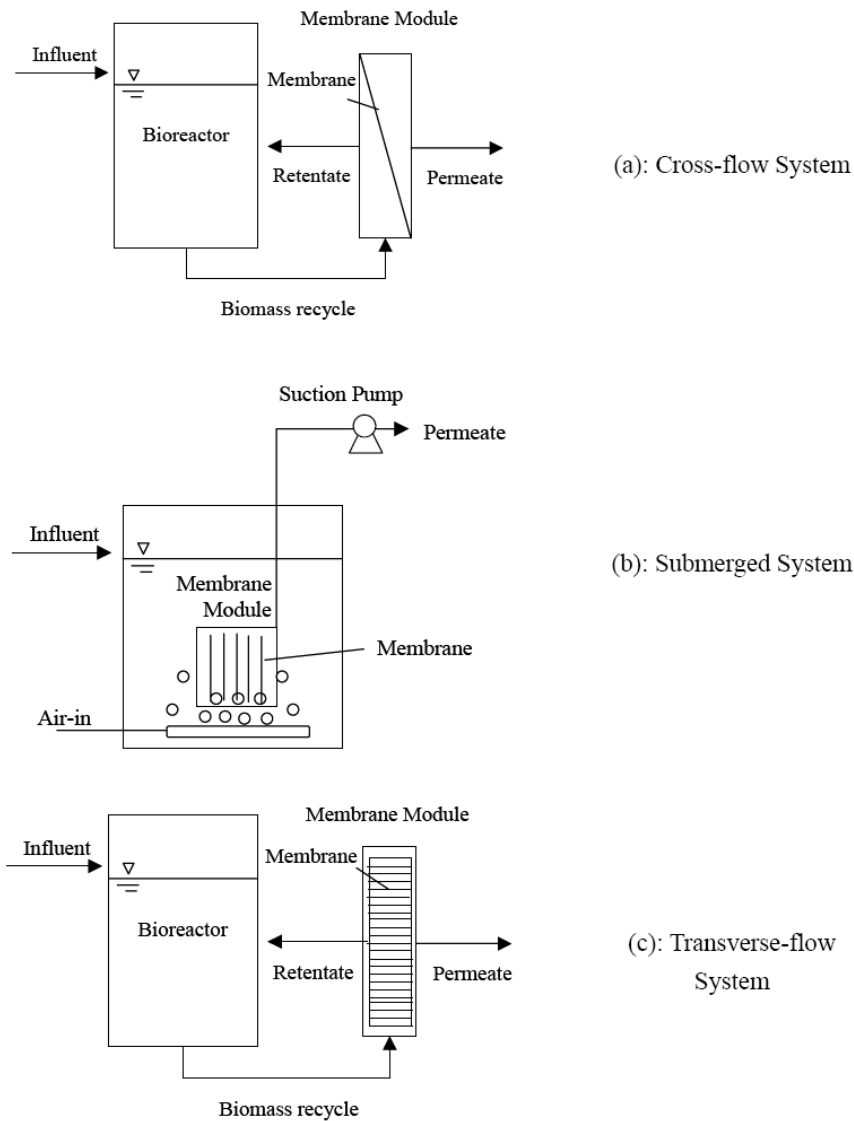 Membrane Module
Influent
Membrane
Bioreactor
Retentate
Permeate
(a): Cross-flow System
Biomass recycle
Suction Pump
Permeate
Influent
(b): Submerged System
Membrane
Module
Membrane
Air-in
Membrane Module
Influent
Membrane
Bioreactor
Retentate
Permeate
(c): Transverse-flow
System
Biomass recycle